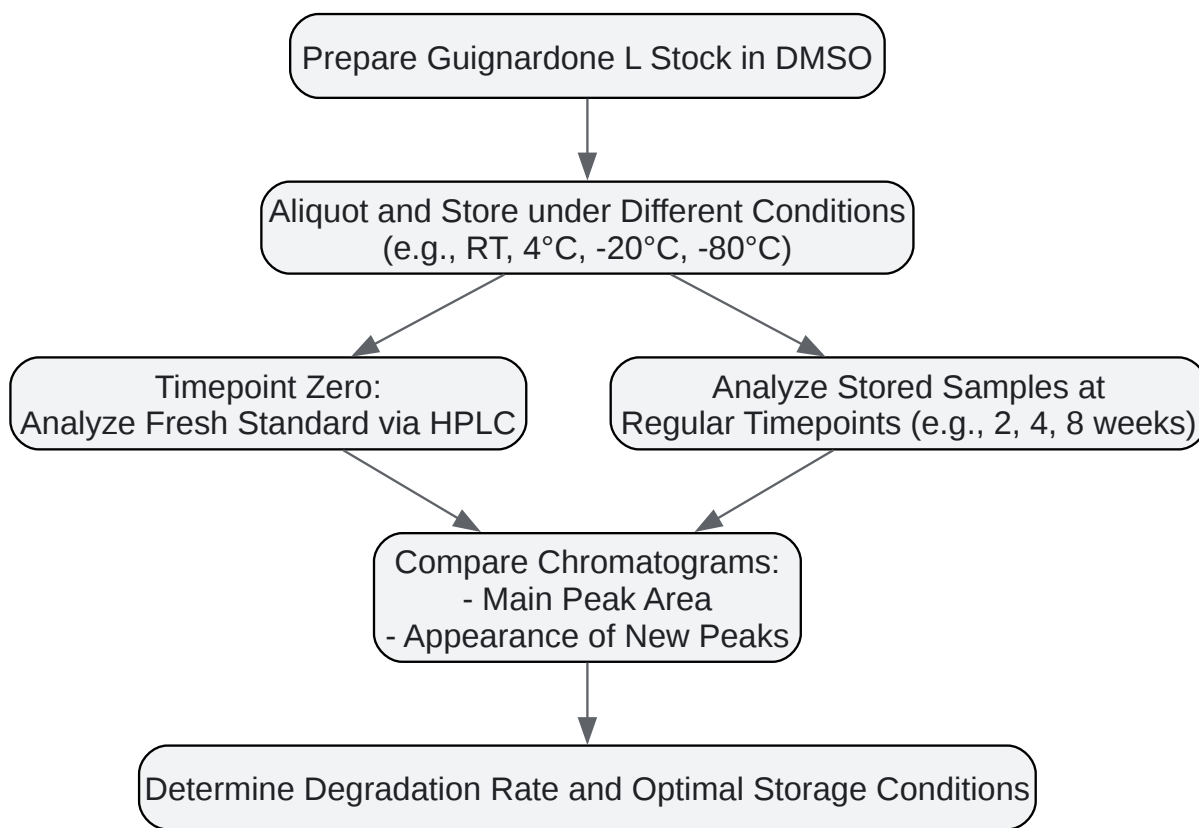 Prepare Guignardone L Stock in DMSO
Aliquot and Store under Different Conditions
(e.g., RT, 4°C, -20°C, -80°C)
Timepoint Zero:
Analyze Fresh Standard via HPLC
Analyze Stored Samples at
Regular Timepoints (e.g., 2, 4, 8 weeks)
Compare Chromatograms:
- Main Peak Area
- Appearance of New Peaks
Determine Degradation Rate and Optimal Storage Conditions